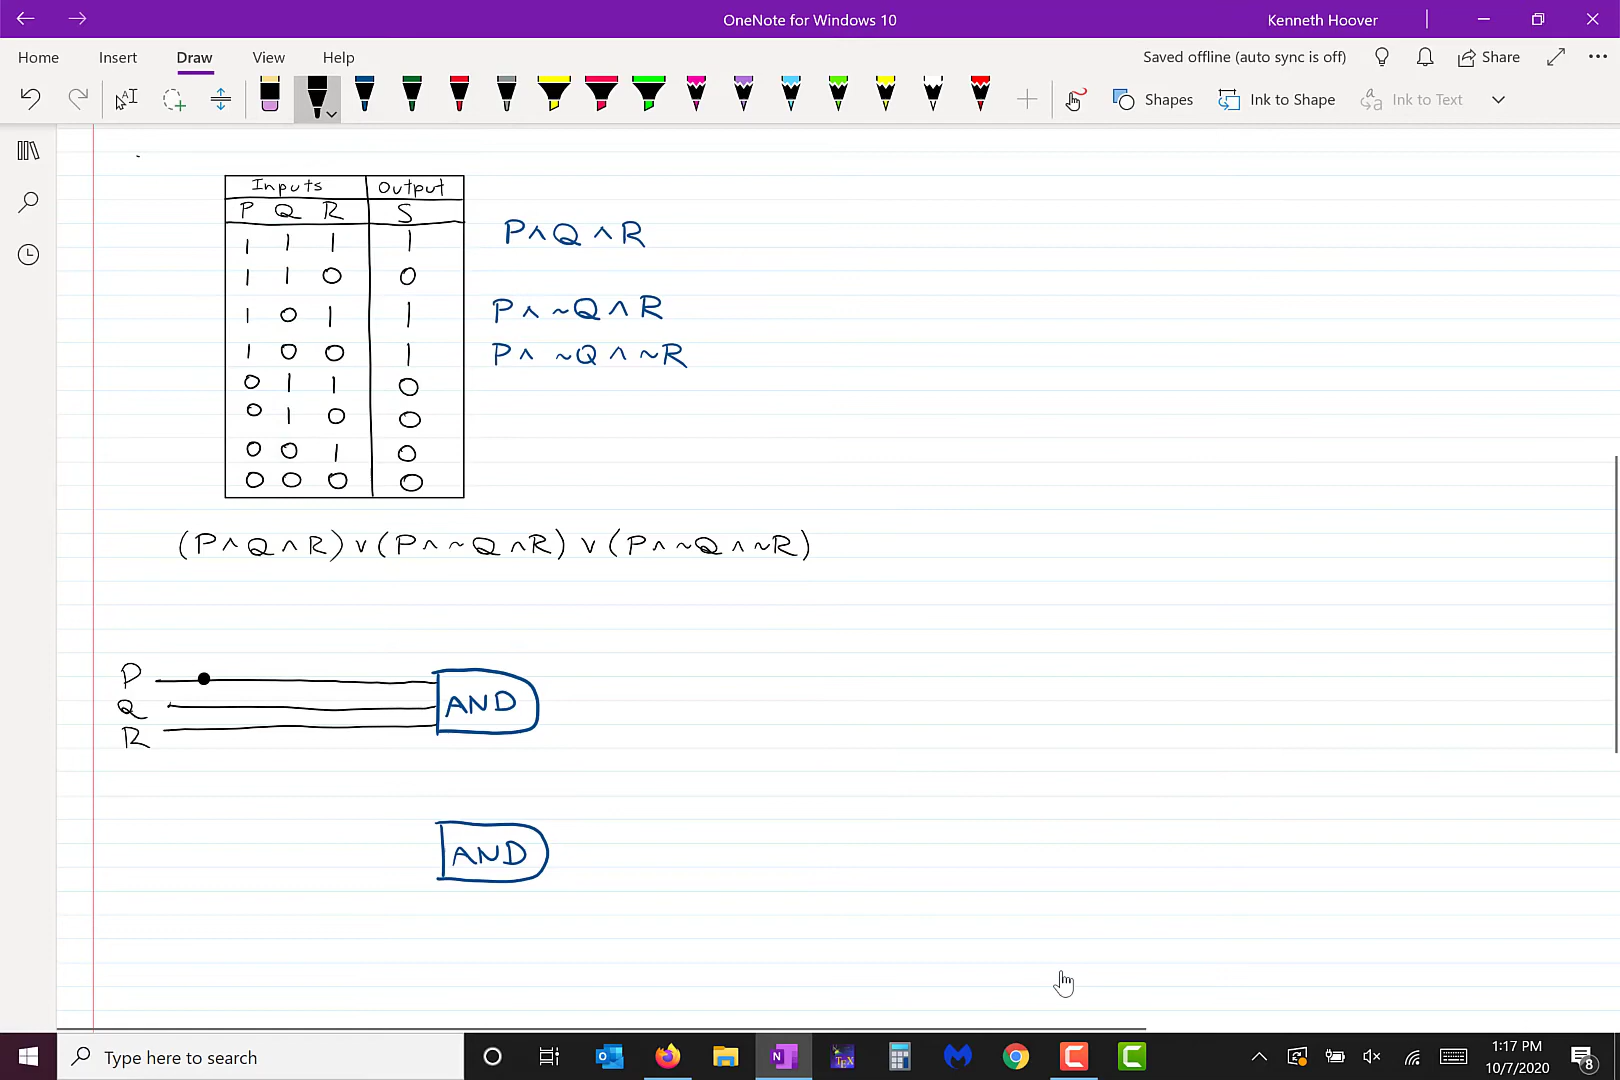 OneNote for Windows 10
Kenneth Hoover
Home Insert Draw View Help
Saved offline (auto sync is off) Share
Shapes Ink to Shape Ink to Text
Inputs Output
P Q R S
1 1 1 1 P∧Q∧R
1 1 0 0
1 0 1 1 P∧~Q∧R
1 0 0 1 P∧~Q∧~R
0 1 1 0
0 1 0 0
0 0 1 0
0 0 0 0
(P∧Q∧R)∨(P∧~Q∧R)∨(P∧~Q∧~R)
P
Q AND
R
AND
Type here to search
1:17 PM
10/7/2020
8